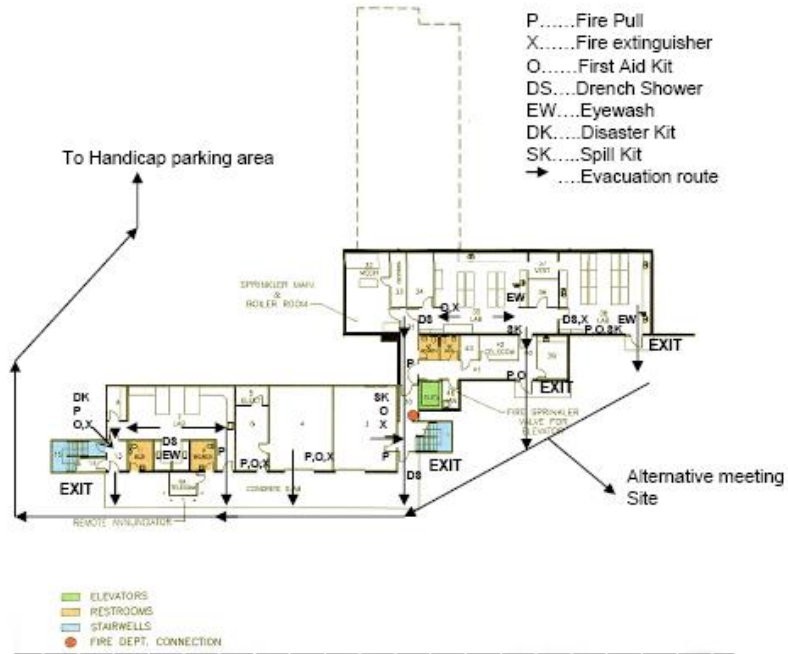 P......Fire Pull
X......Fire extinguisher
O......First Aid Kit
DS....Drench Shower
EW....Eyewash
DK....Disaster Kit
SK.....Spill Kit
....Evacuation route
To Handicap parking area
SPRINKLER MAIN
&
BOILER ROOM
O,X
EW
DS
SK
DS,X
P,O,SK
EW
EXIT
P
P,O
EXIT
FIRE SPRINKLER
VALVE FOR
ELEVATOR
DK
P
O,X
SK
O
X
DS
EW
P
P,O,X
P,O,X
P
EXIT
EXIT
DS
CONCRETE
REMOTE ANNUNCIATOR
Alternative meeting
Site
ELEVATORS
RESTROOMS
STAIRWELLS
FIRE DEPT. CONNECTION